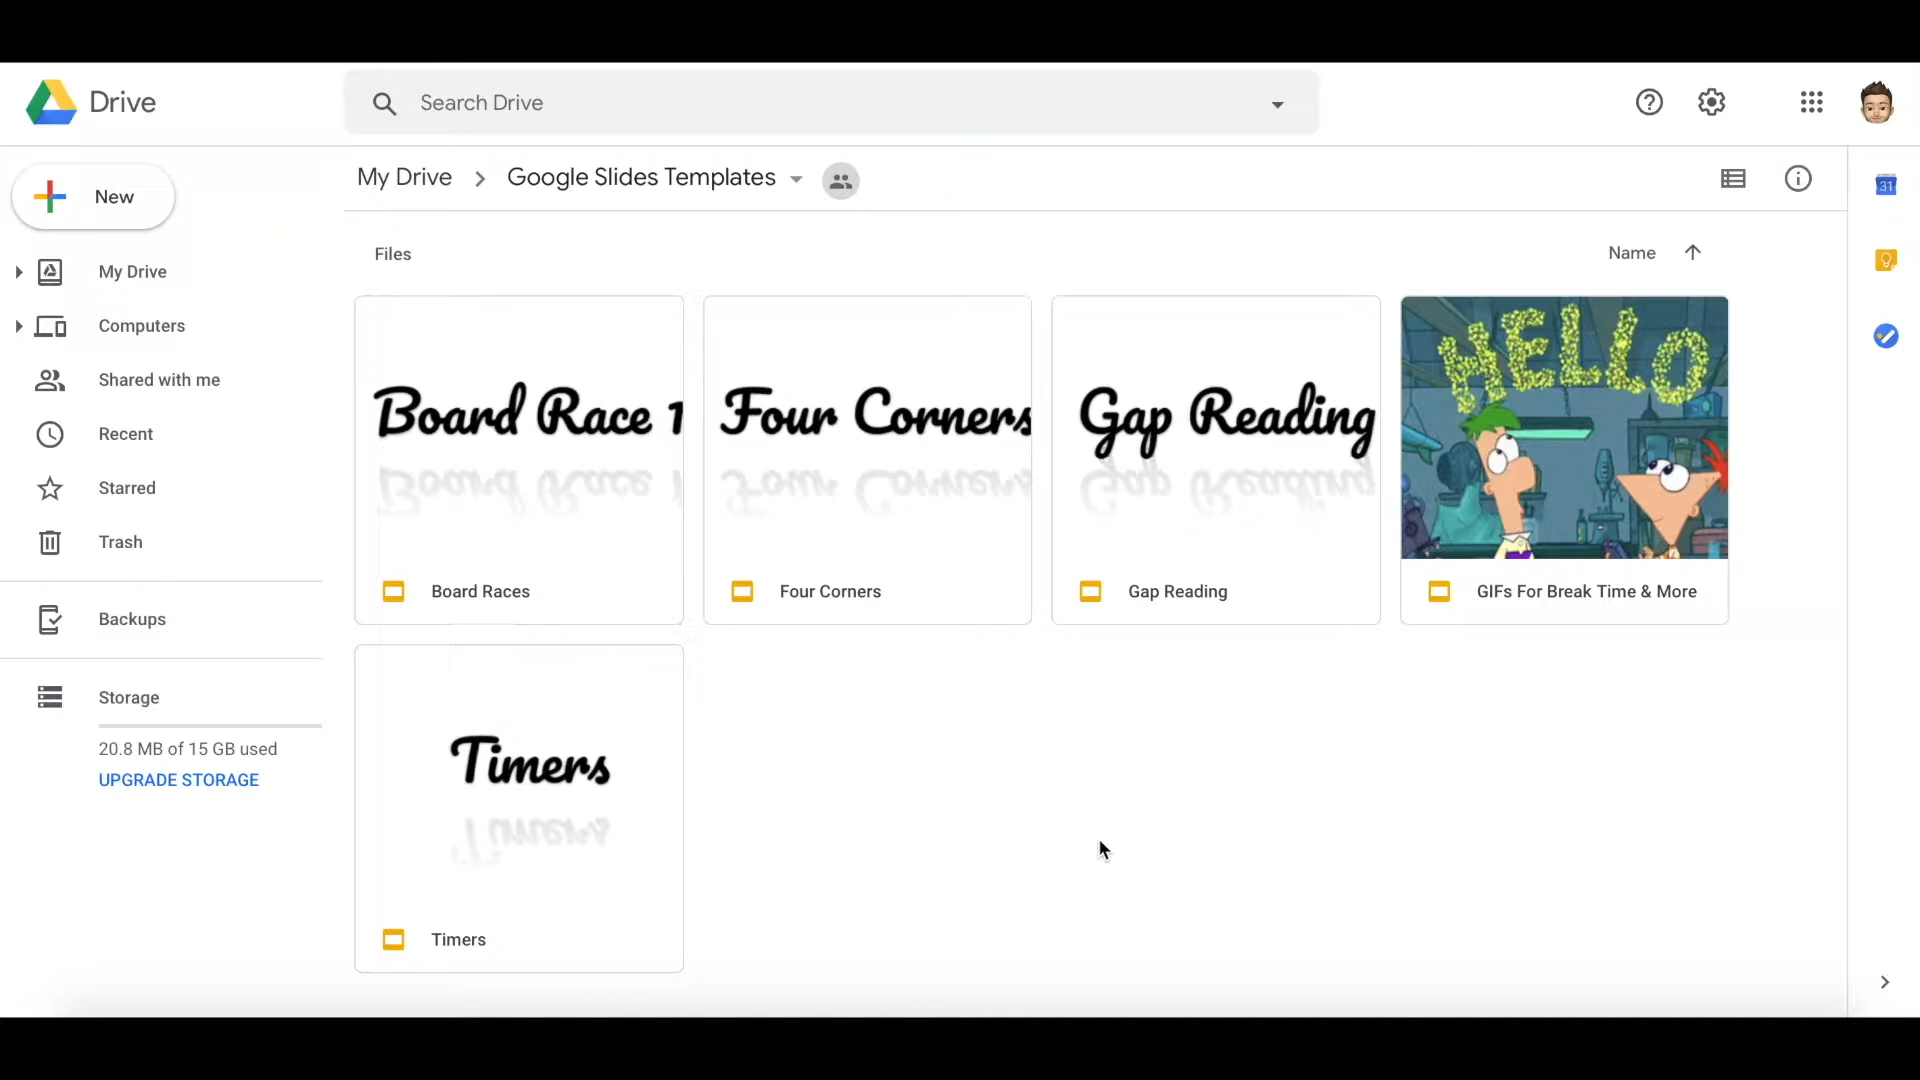 Drive
Search Drive
New
My Drive
Computers
Shared with me
Recent
Starred
Trash
Backups
Storage
20.8 MB of 15 GB used
UPGRADE STORAGE
My Drive > Google Slides Templates
Files
Name
Board Race 1
Board Races
Four Corners
Four Corners
Gap Reading
Gap Reading
HELLO
GIFs For Break Time & More
Timers
Timers
31